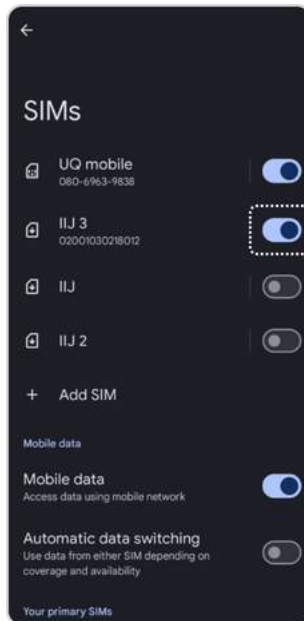 SIMs
UQ mobile
080-6963-9838
IIJ 3
02001030218012
IIJ
IIJ 2
+ Add SIM
Mobile data
Mobile data
Access data using mobile network
Automatic data switching
Use data from either SIM depending on
coverage and availability
Your primary SIMs